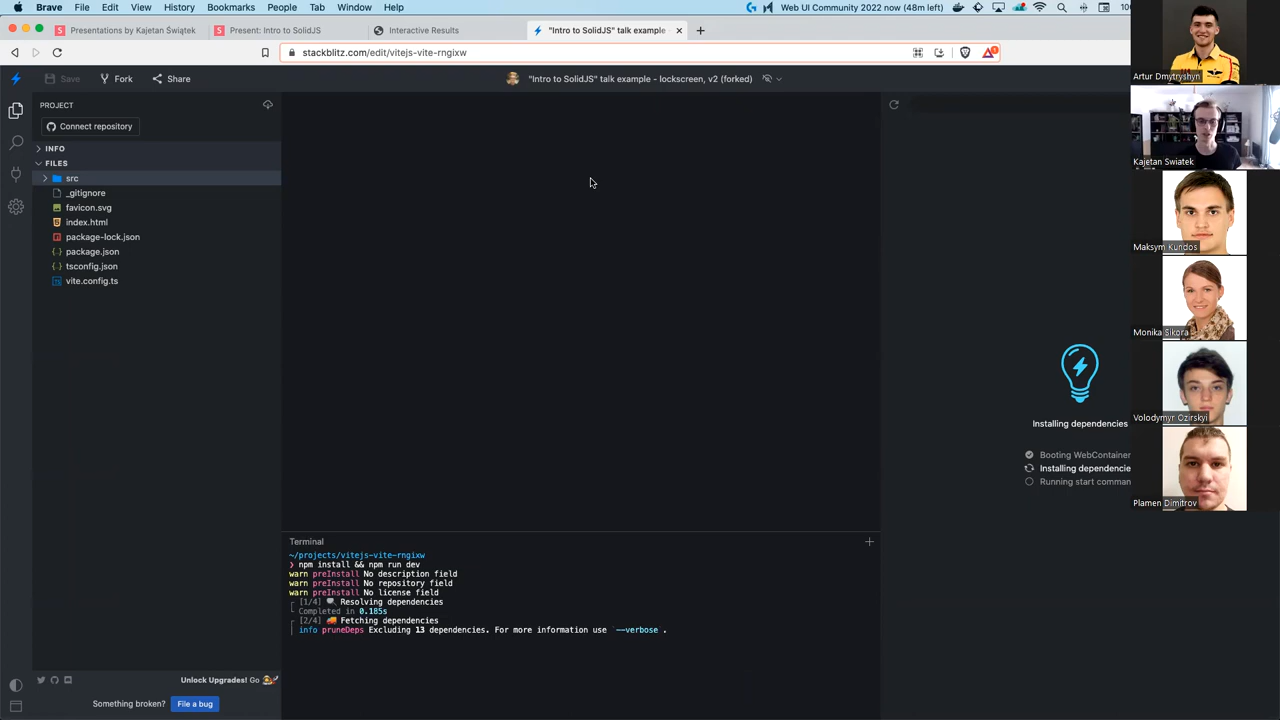 Brave File Edit View History Bookmarks People Tab Window Help
Web UI Community 2022 now (48m left)
Presentations by Kajetan Świątek
Present: Intro to SolidJS
Interactive Results
"Intro to SolidJS" talk example
stackblitz.com/edit/vitejs-vite-rngixw
Save Fork Share
"Intro to SolidJS" talk example - lockscreen, v2 (forked)
PROJECT
Connect repository
INFO
FILES
src
_gitignore
favicon.svg
index.html
package-lock.json
package.json
tsconfig.json
vite.config.ts
Installing dependencies
Booting WebContainer
Installing dependencie
Running start comman
Terminal
~/projects/vitejs-vite-rngixw
❯ npm install && npm run dev
warn preInstall No description field
warn preInstall No repository field
warn preInstall No license field
[1/4] Resolving dependencies
Completed in 0.185s
[2/4] Fetching dependencies
info pruneDeps Excluding 13 dependencies. For more information use `--verbose`.
Unlock Upgrades! Go
Something broken? File a bug
Artur Dmytryshyn
Kajetan Swiatek
Maksym Kundos
Monika Sikora
Volodymyr Ozirskyi
Plamen Dimitrov